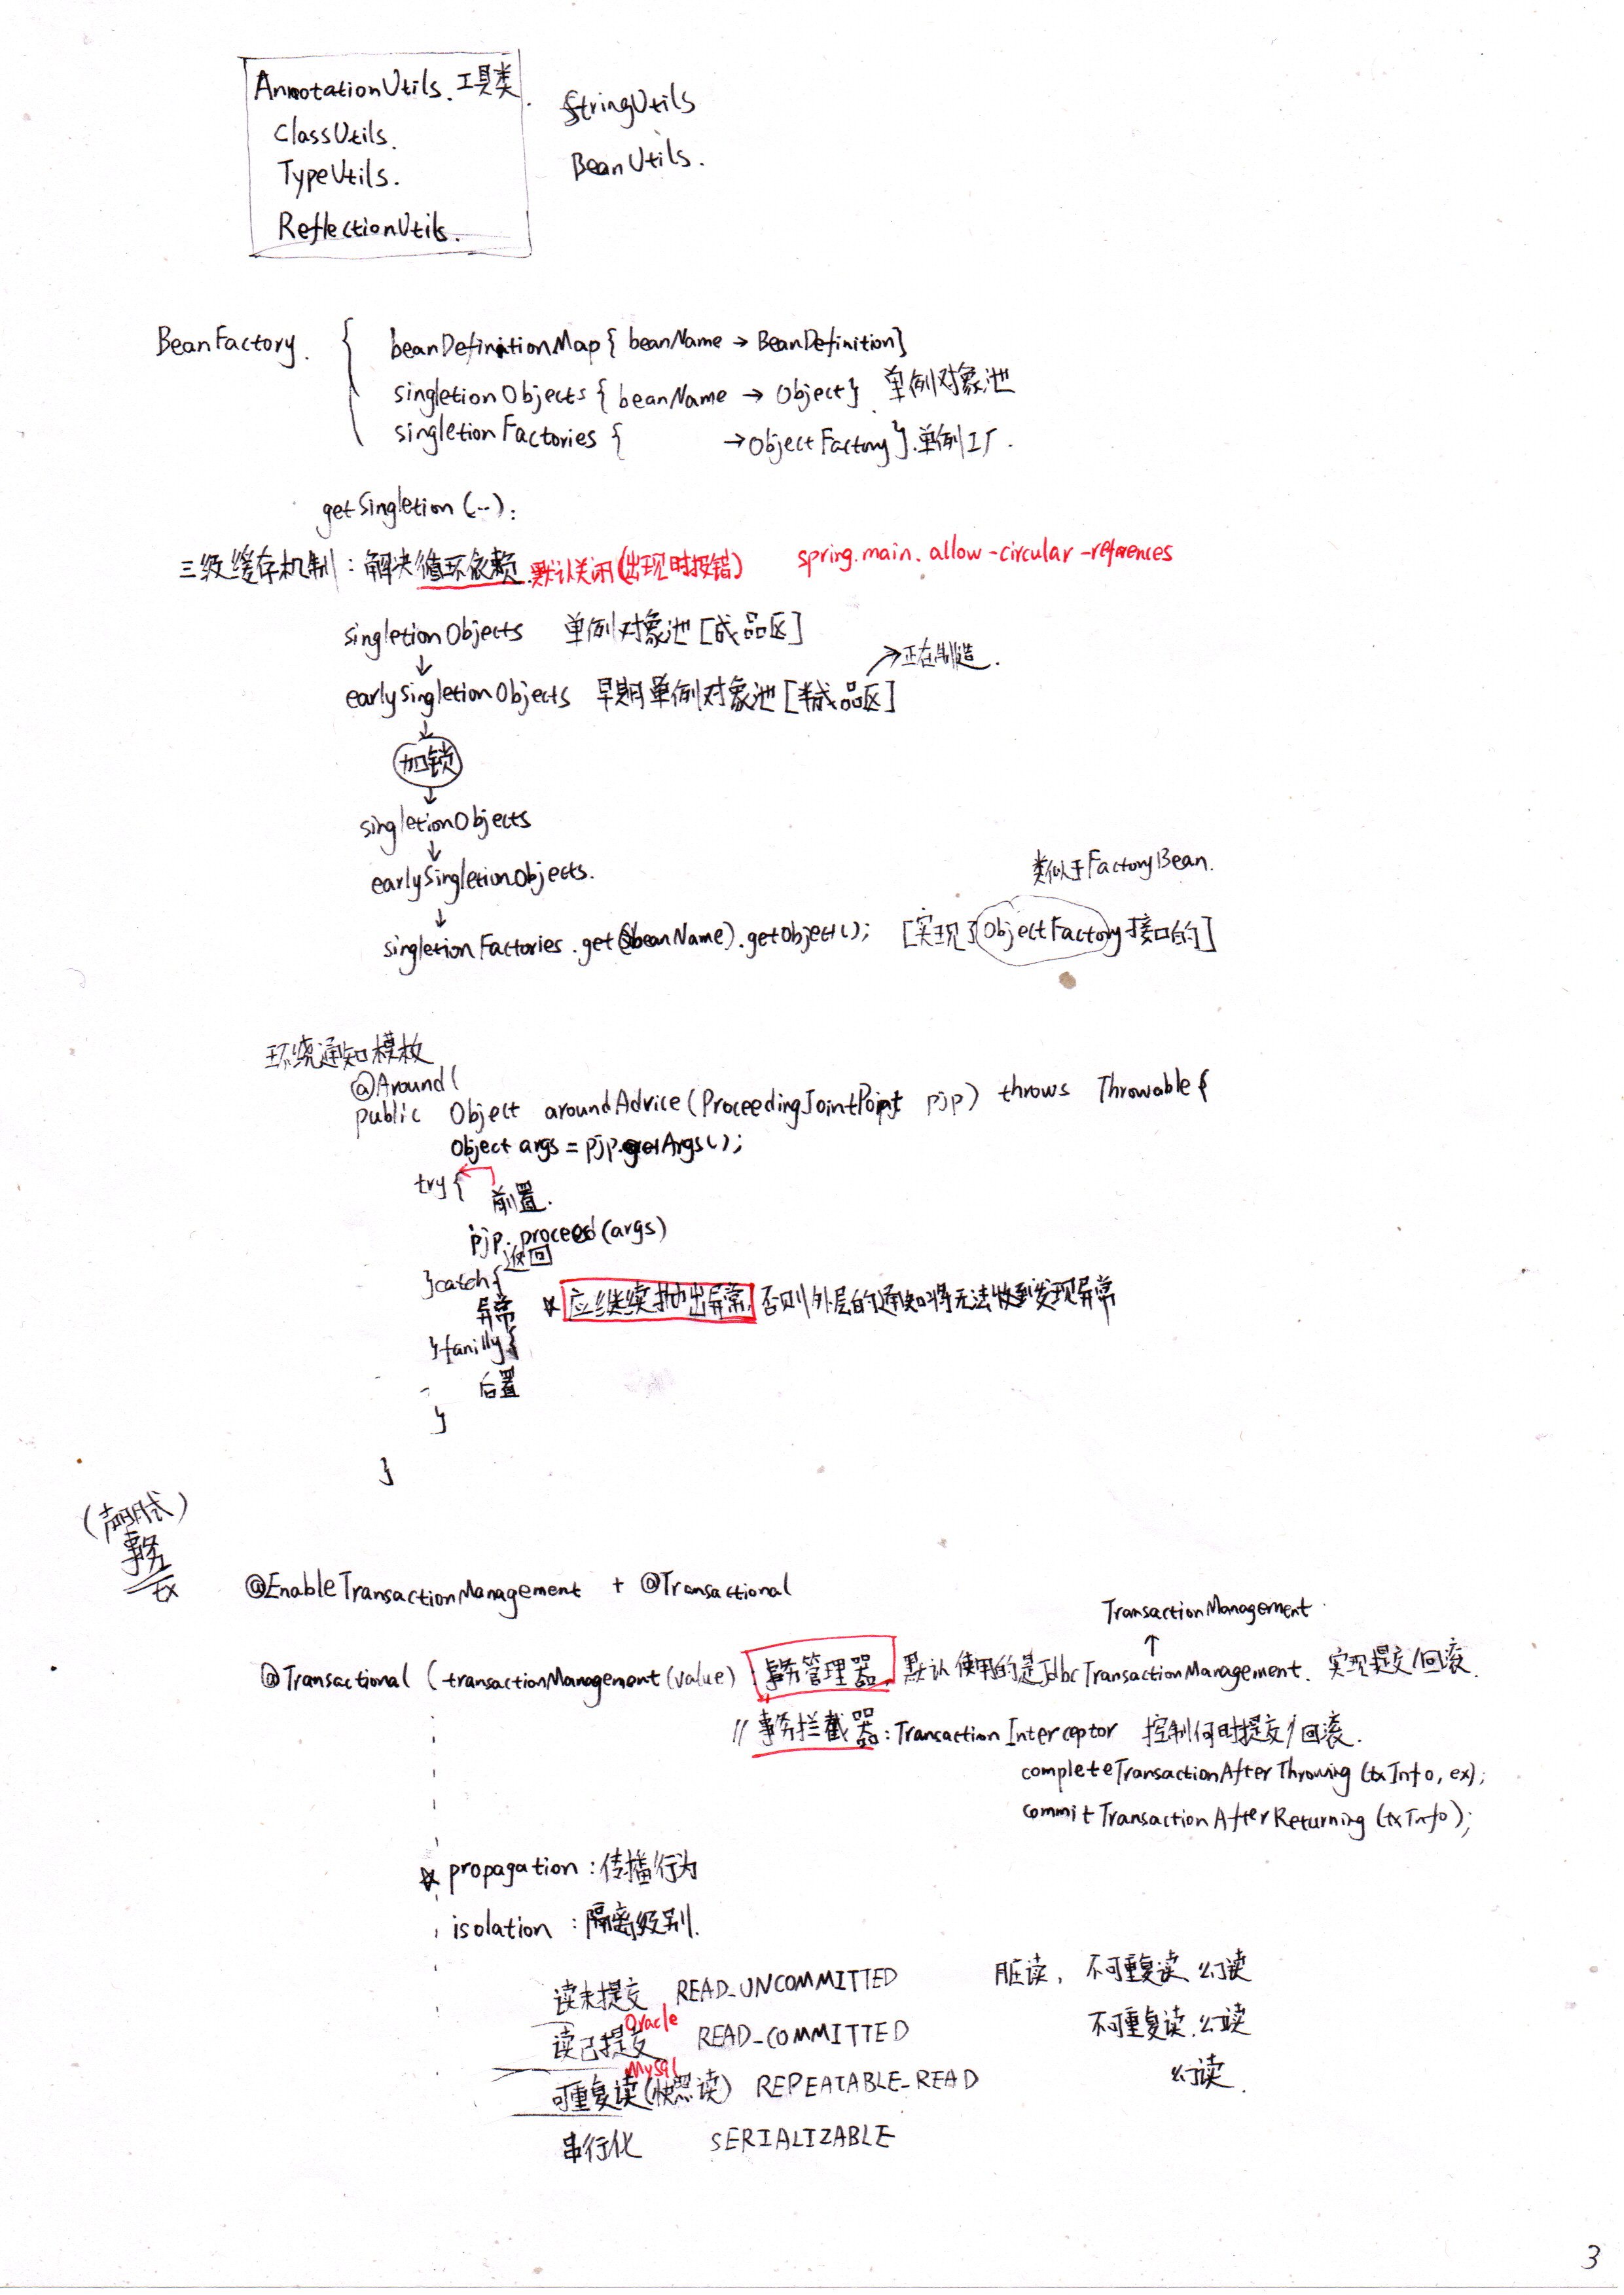 AnnotationUtils. 工具类.
ClassUtils.
TypeUtils.
ReflectionUtils.
StringUtils
BeanUtils.
BeanFactory. {
beanDefinitionMap { beanName → BeanDefinition}
singletionObjects { beanName → Object} 单例对象池
singletionFactories { → ObjectFactory}. 单例工厂.
getSingletion (...):
三级缓存机制: 解决循环依赖. 默认关闭(出现时报错) spring.main.allow-circular-references
singletionObjects 单例对象池 [成品区]
↓ → 正在制造.
earlySingletionObjects 早期单例对象池 [半成品区]
↓
加锁
↓
singletionObjects
↓
earlySingletionObjects.
↓ 类似于FactoryBean.
singletionFactories.get(beanName).getObject(); [实现了ObjectFactory接口的]
环绕通知模板
@Around(
public Object aroundAdvice(ProceedingJointPoint pjp) throws Throwable {
Object args = pjp.getArgs();
try {
前置.
pjp.proceed(args)
返回
}catch{
异常 ☆ 应继续抛出异常, 否则外层的通知将无法收到发现异常
}fanilly{
后置
}
}
(声明式)
事务
tx
@EnableTransactionManagement + @Transactional
TransactionManagement
↑
@Transactional (transactionManagement(value) : 事务管理器, 默认使用的是JdbcTransactionManagement. 实现提交/回滚.
// 事务拦截器: TransactionInterceptor 控制何时提交/回滚.
completeTransactionAfterThrowing (txInfo, ex);
commitTransactionAfterReturning (txInfo);
☆ propagation : 传播行为
isolation : 隔离级别.
读未提交 READ_UNCOMMITTED 脏读, 不可重复读、幻读
Oracle
读已提交 READ_COMMITTED 不可重复读、幻读
Mysql
可重复读(快照读) REPEATABLE_READ 幻读.
串行化 SERIALIZABLE
3